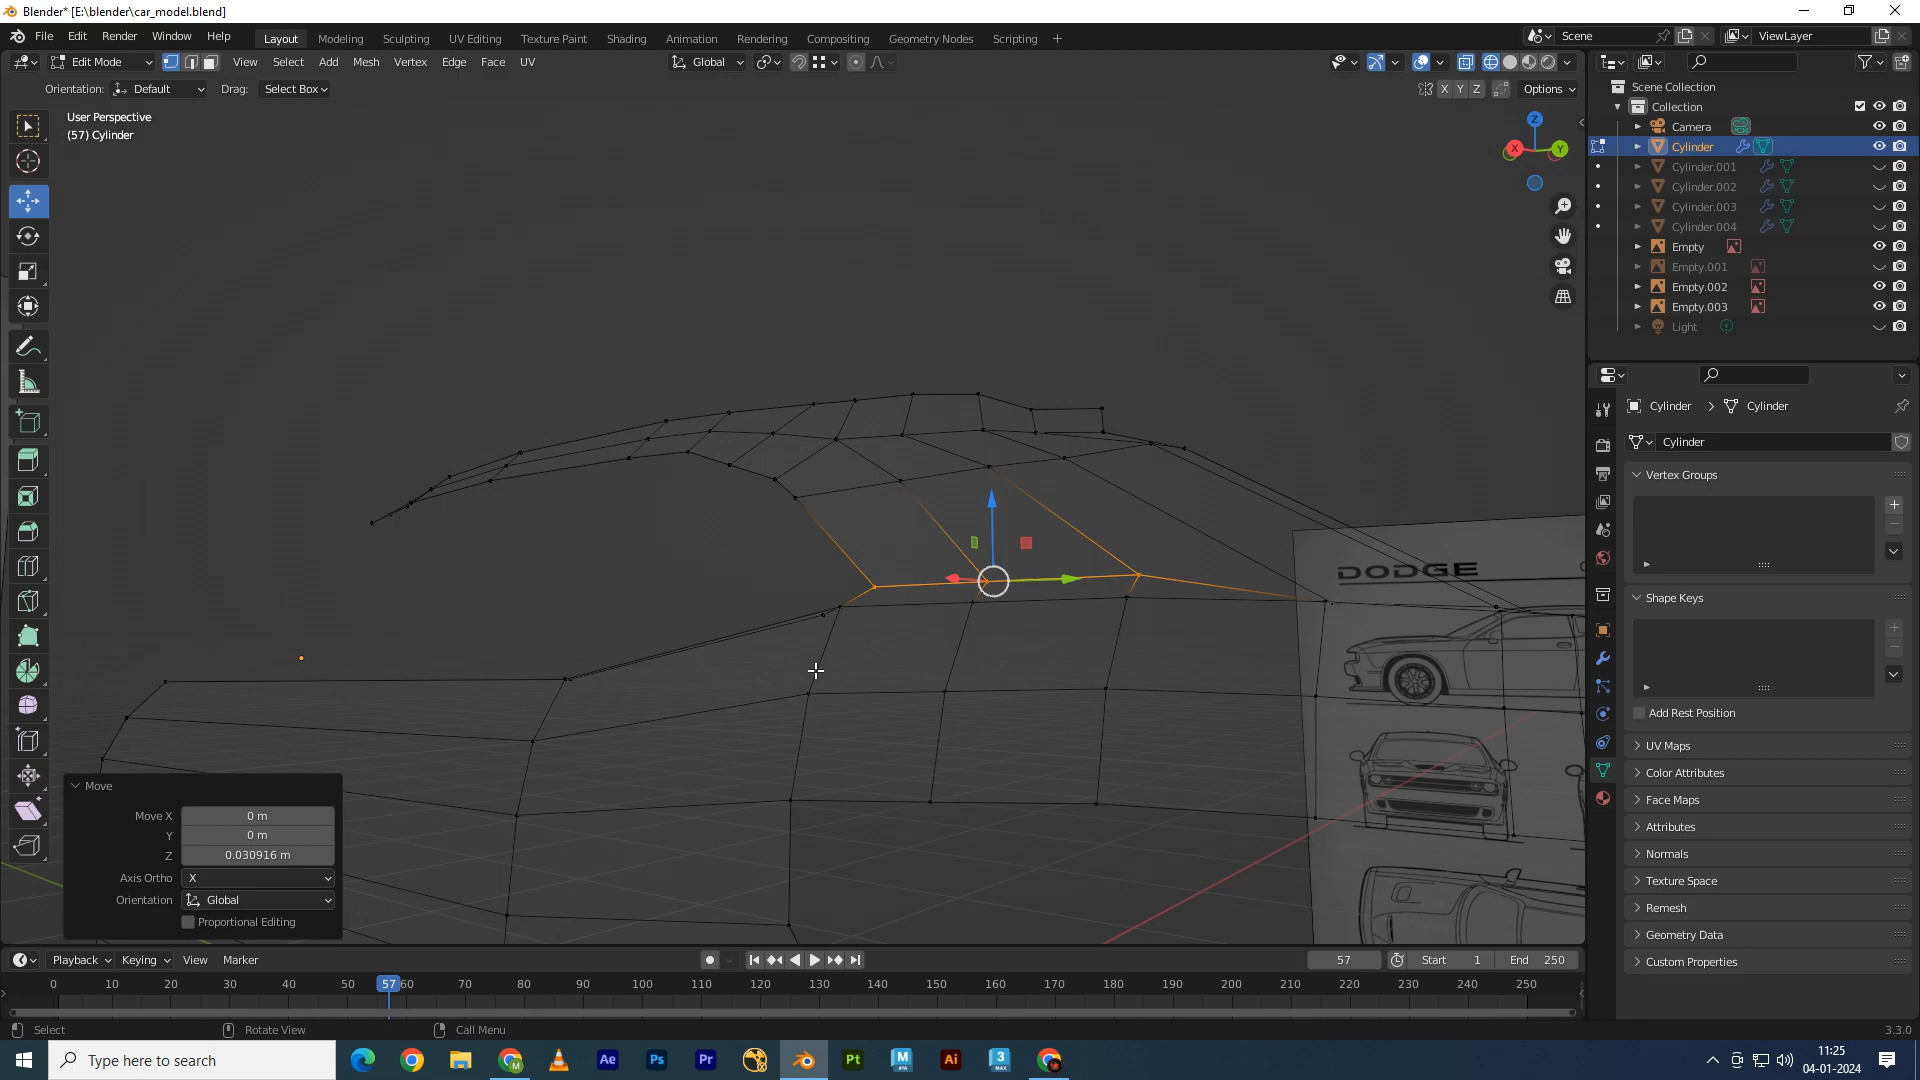 Blender* [E:\blender\car_model.blend]
File Edit Render Window Help
Layout Modeling Sculpting UV Editing Texture Paint Shading Animation Rendering Compositing Geometry Nodes Scripting +
Scene
ViewLayer
Edit Mode
View Select Add Mesh Vertex Edge Face UV
Global
Orientation: Default Drag: Select Box
X Y Z Options
User Perspective
(57) Cylinder
Z
X
Y
DODGE
Scene Collection
Collection
Camera
Cylinder
Cylinder.001
Cylinder.002
Cylinder.003
Cylinder.004
Empty
Empty.001
Empty.002
Empty.003
Light
Cylinder > Cylinder
Cylinder
Vertex Groups
Shape Keys
Add Rest Position
UV Maps
Color Attributes
Face Maps
Attributes
Normals
Texture Space
Remesh
Geometry Data
Custom Properties
Move
Move X 0 m
Y 0 m
Z 0.030916 m
Axis Ortho X
Orientation Global
Proportional Editing
Playback Keying View Marker
57 Start 1 End 250
0 10 20 30 40 50 57 60 70 80 90 100 110 120 130 140 150 160 170 180 190 200 210 220 230 240 250
Select Rotate View Call Menu
3.3.0
Type here to search
M
Ae Ps Pr Pt M AYA Ai 3 MAX
11:25
04-01-2024